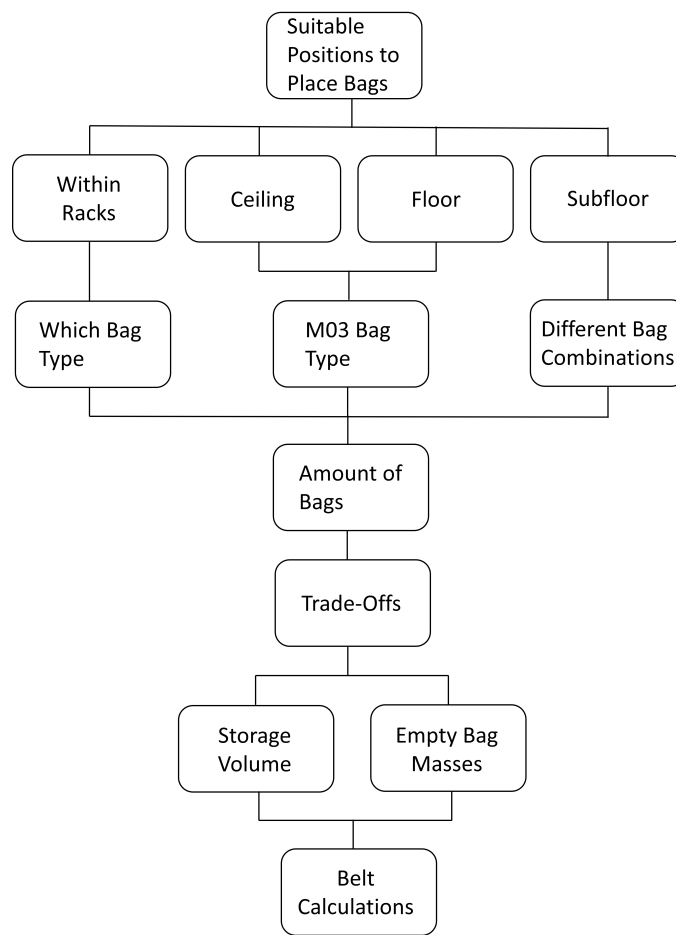 Suitable
Positions to
Place Bags
Within
Racks
Ceiling
Floor
Subfloor
Which Bag
Type
M03 Bag
Type
Different Bag
Combinations
Amount of
Bags
Trade-Offs
Storage
Volume
Empty Bag
Masses
Belt
Calculations